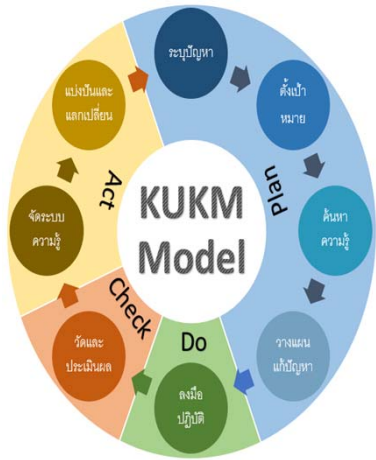 ระบุปัญหา
ตั้งเป้า
หมาย
ค้นหา
ความรู้
วางแผน
แก้ปัญหา
ลงมือ
ปฏิบัติ
วัดและ
ประเมินผล
จัดระบบ
ความรู้
แบ่งปันและ
แลกเปลี่ยน
Plan
Do
Check
Act
KUKM
Model